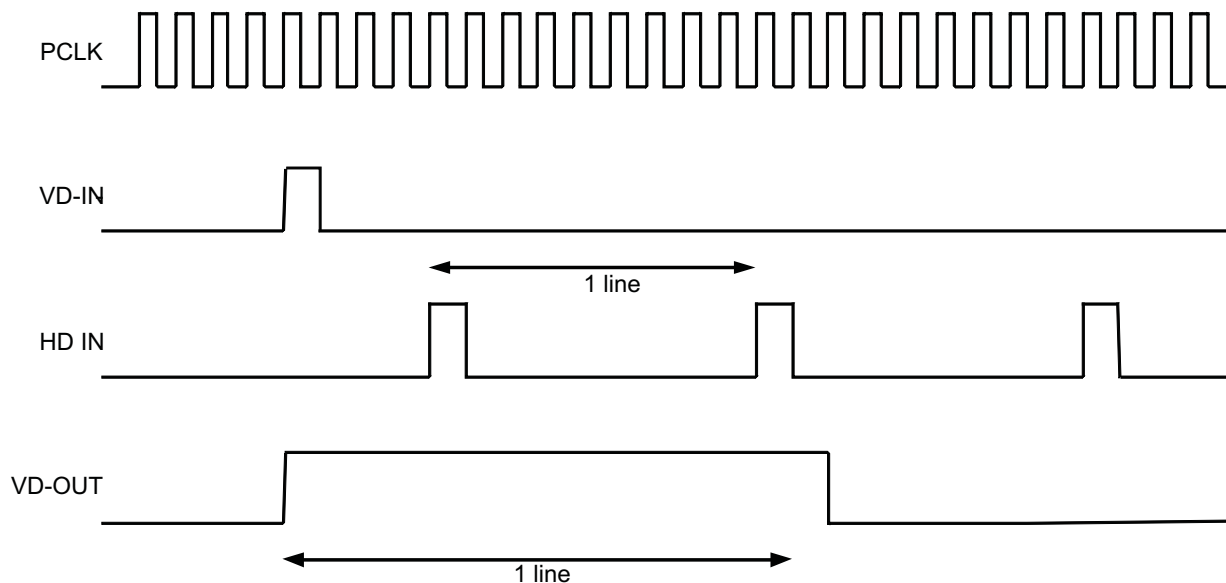 PCLK
VD-IN
1 line
HD IN
VD-OUT
1 line